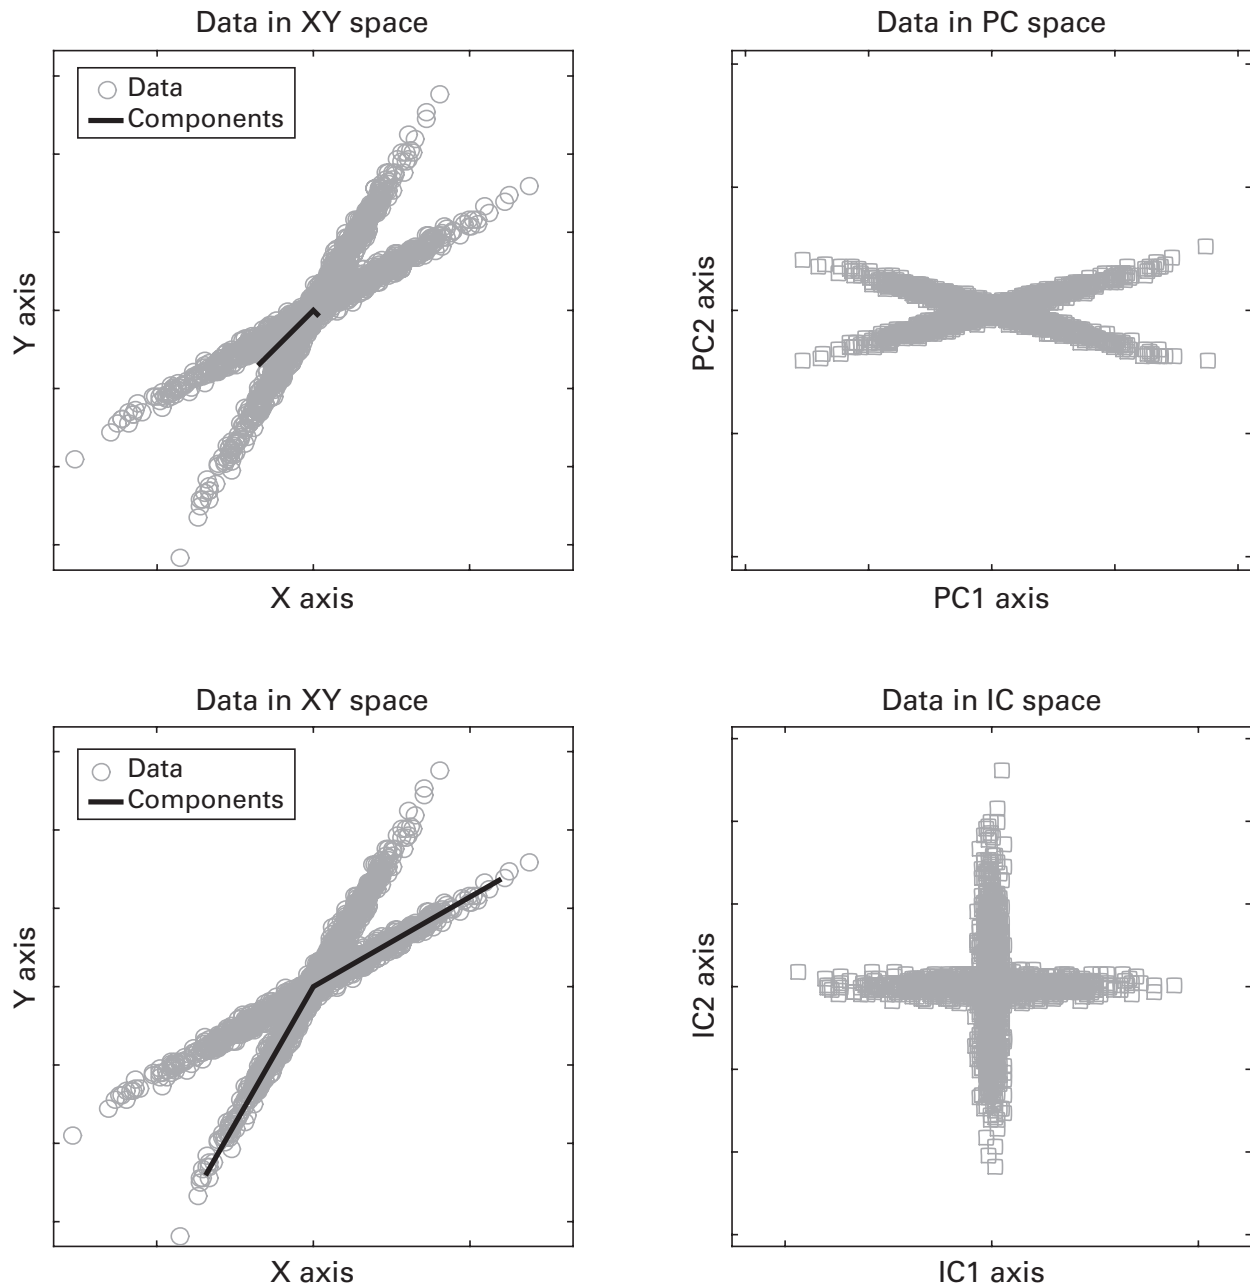 Data in XY space
Data
Components
Y axis
X axis
Data in PC space
PC2 axis
PC1 axis
Data in XY space
Data
Components
Y axis
X axis
Data in IC space
IC2 axis
IC1 axis